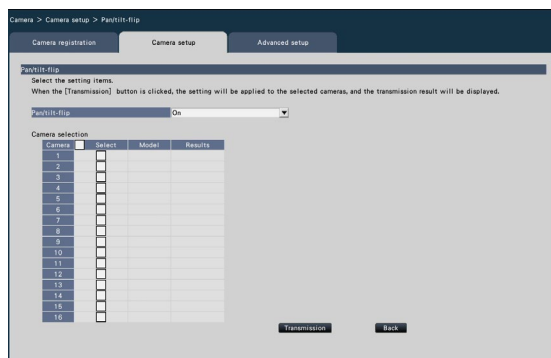 Camera > Camera setup > Pan/tilt-flip
Camera registration Camera setup Advanced setup
Pan/tilt-flip
Select the setting items.
When the [Transmission] button is clicked, the setting will be applied to the selected cameras, and the transmission result will be displayed.
Pan/tilt-flip On
Camera selection
Camera Select Model Results
1
2
3
4
5
6
7
8
9
10
11
12
13
14
15
16
Transmission Back